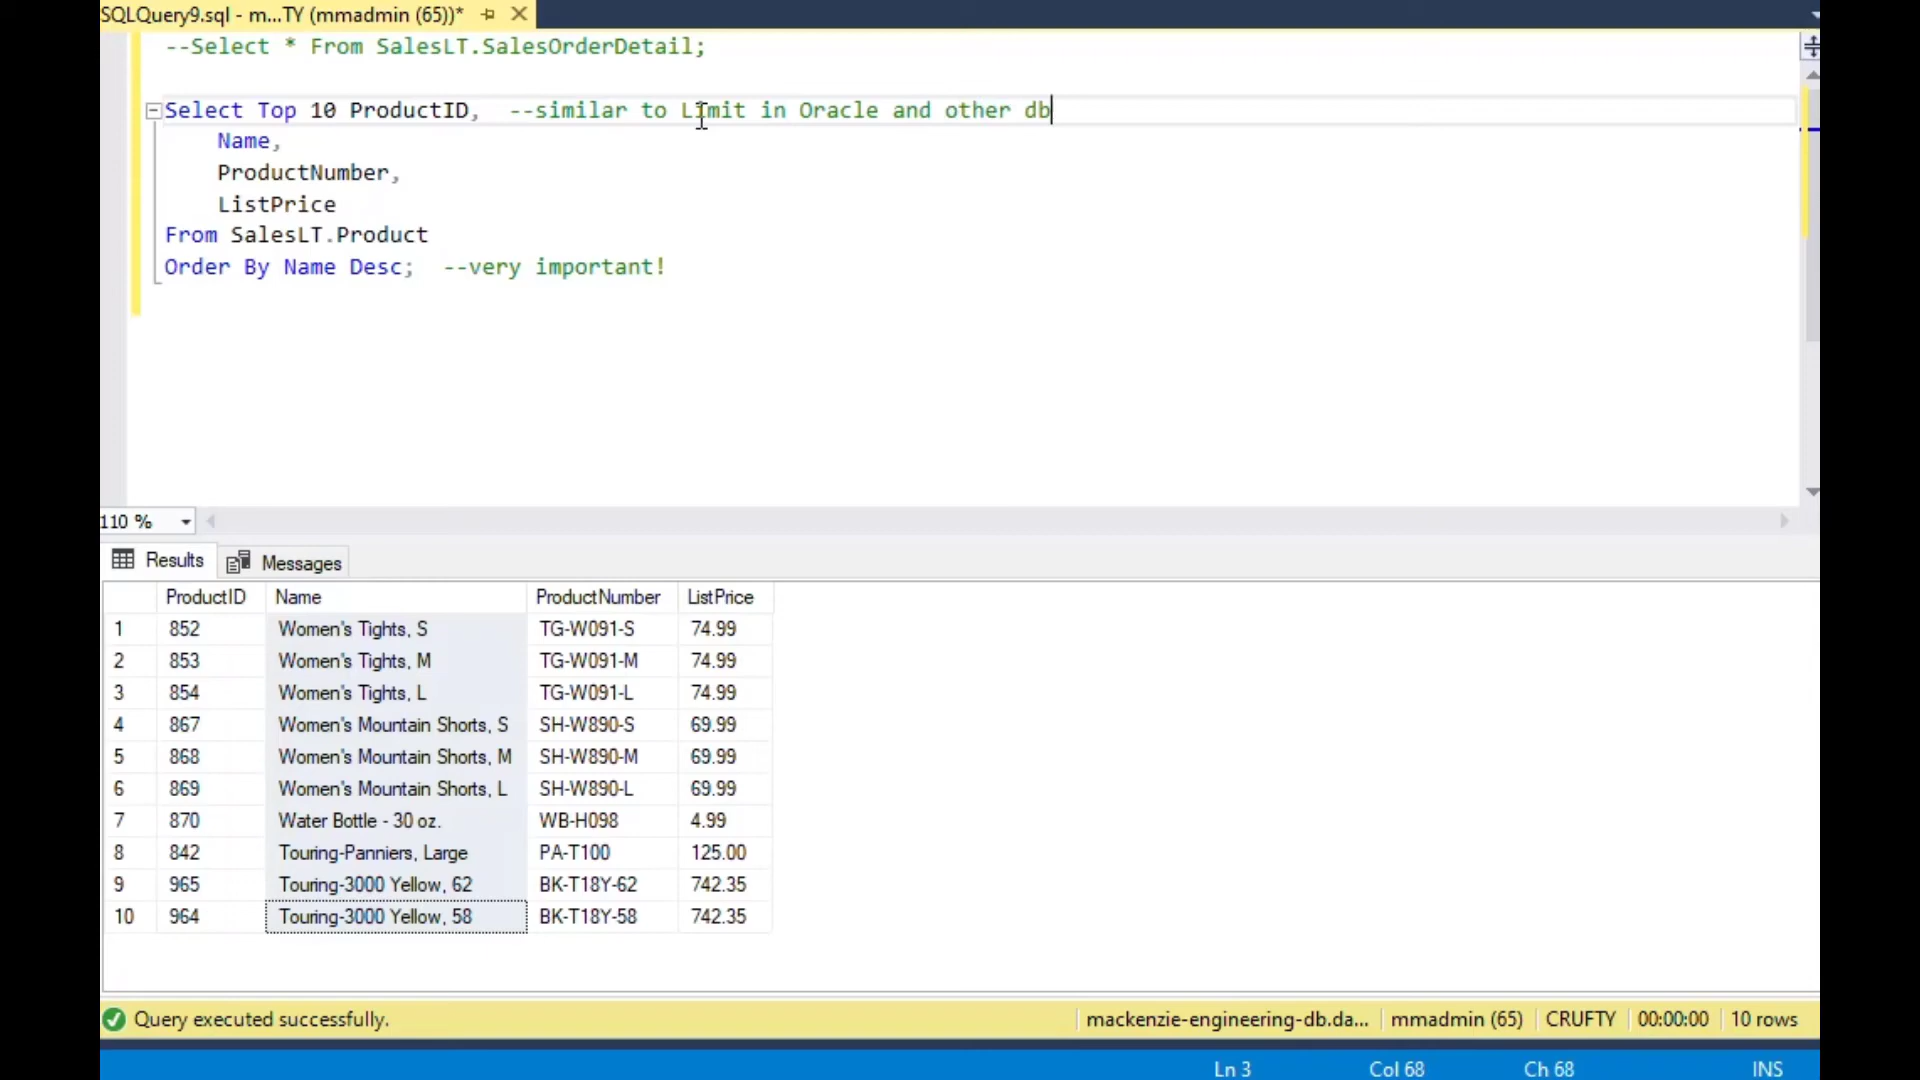 SQLQuery9.sql - m...TY (mmadmin (65))*
--Select * From SalesLT.SalesOrderDetail;
Select Top 10 ProductID, --similar to Limit in Oracle and other db
Name,
ProductNumber,
ListPrice
From SalesLT.Product
Order By Name Desc; --very important!
110 %
Results Messages
ProductID Name ProductNumber ListPrice
1 852 Women's Tights, S TG-W091-S 74.99
2 853 Women's Tights, M TG-W091-M 74.99
3 854 Women's Tights, L TG-W091-L 74.99
4 867 Women's Mountain Shorts, S SH-W890-S 69.99
5 868 Women's Mountain Shorts, M SH-W890-M 69.99
6 869 Women's Mountain Shorts, L SH-W890-L 69.99
7 870 Water Bottle - 30 oz. WB-H098 4.99
8 842 Touring-Panniers, Large PA-T100 125.00
9 965 Touring-3000 Yellow, 62 BK-T18Y-62 742.35
10 964 Touring-3000 Yellow, 58 BK-T18Y-58 742.35
Query executed successfully. mackenzie-engineering-db.da... mmadmin (65) CRUFTY 00:00:00 10 rows
Ln 3 Col 68 Ch 68 INS